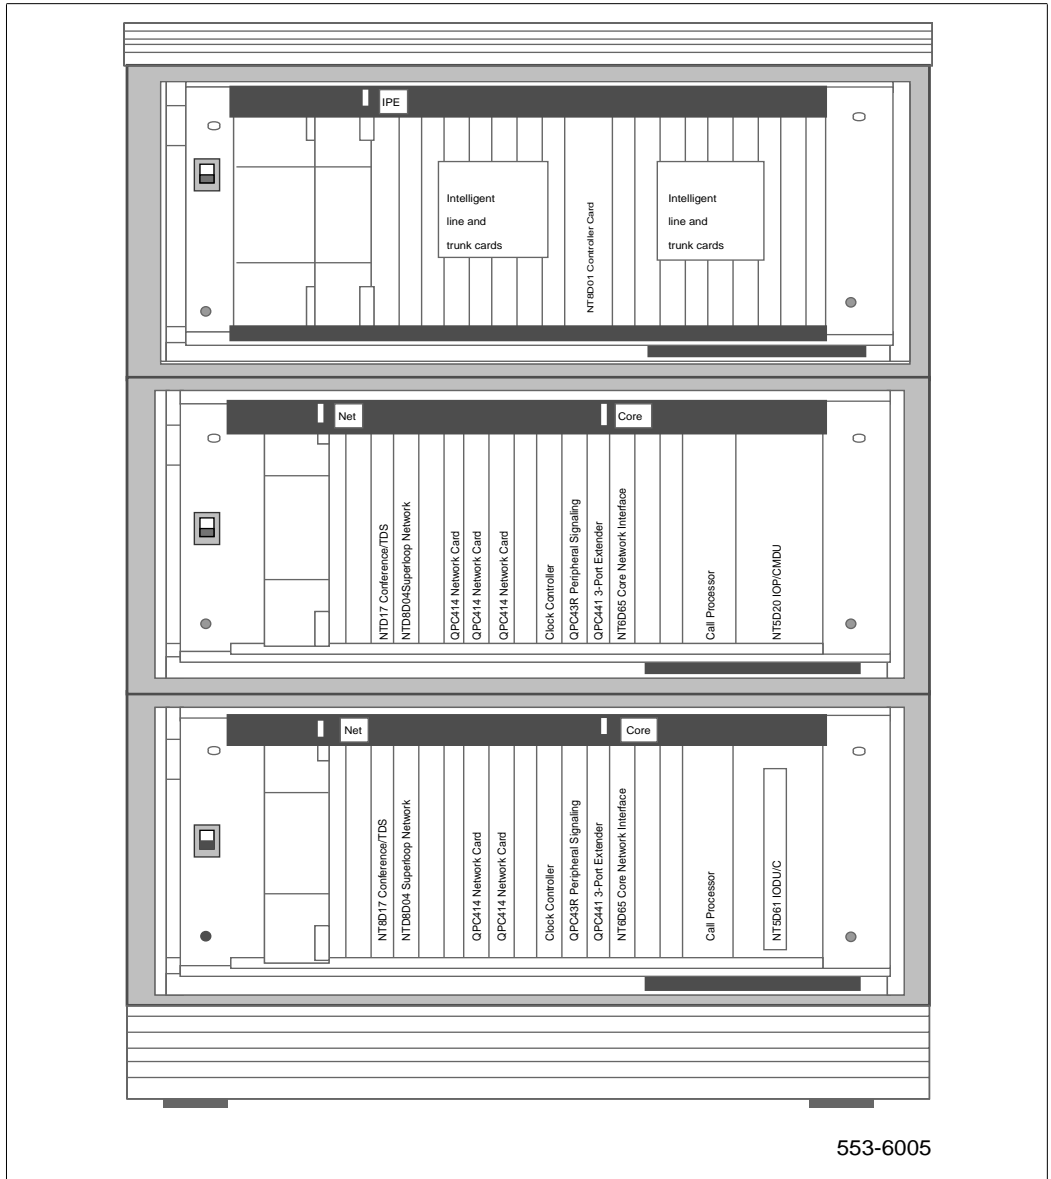 IPE
Intelligent
line and
trunk cards
NT8D01 Controller Card
Intelligent
line and
trunk cards
Net
Core
NTD17 Conference/TDS
NTD8D04Superloop Network
QPC414 Network Card
QPC414 Network Card
QPC414 Network Card
Clock Controller
QPC43R Peripheral Signaling
QPC441 3-Port Extender
NT6D65 Core Network Interface
Call Processor
NT5D20 IOP/CMDU
Net
Core
NT8D17 Conference/TDS
NTD8D04 Superloop Network
QPC414 Network Card
QPC414 Network Card
Clock Controller
QPC43R Peripheral Signaling
QPC441 3-Port Extender
NT6D65 Core Network Interface
Call Processor
NT5D61 IODU/C
553-6005